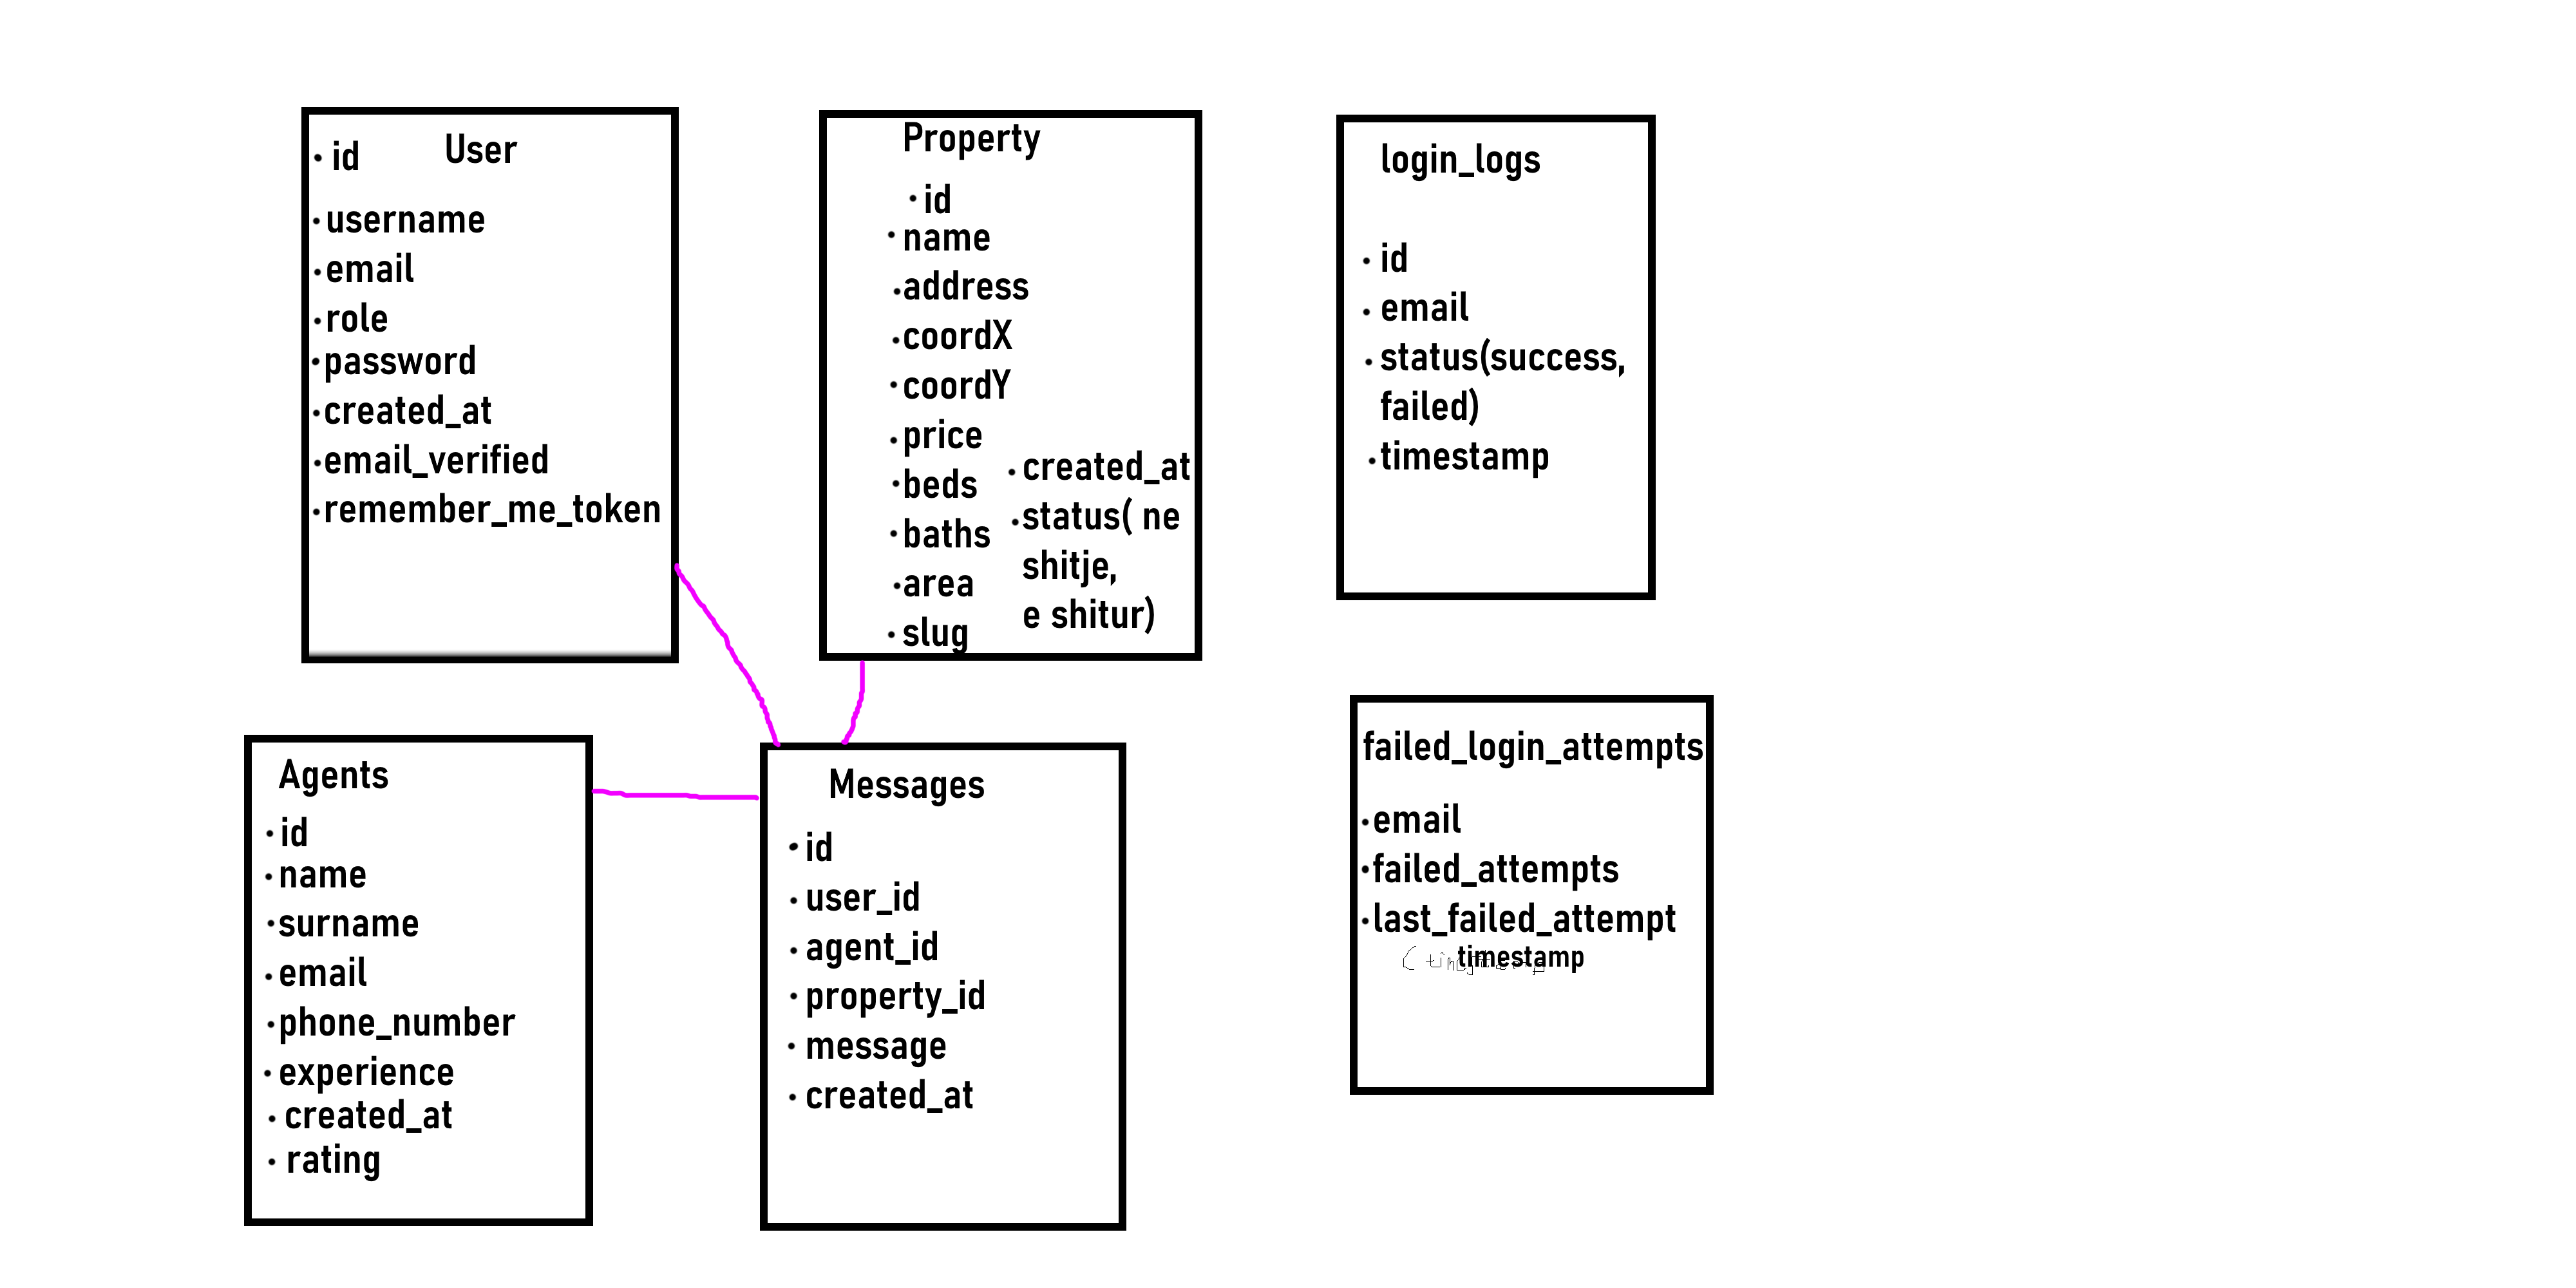 User
· id
· username
· email
· role
· password
· created_at
· email_verified
· remember_me_token
Property
· id
· name
· address
· coordX
· coordY
· price
· beds
· baths
· area
· slug
· created_at
· status( ne
shitje,
e shitur)
login_logs
· id
· email
· status(success,
failed)
· timestamp
Agents
· id
· name
· surname
· email
· phone_number
· experience
· created_at
· rating
Messages
· id
· user_id
· agent_id
· property_id
· message
· created_at
failed_login_attempts
· email
· failed_attempts
· last_failed_attempt
( timestamp